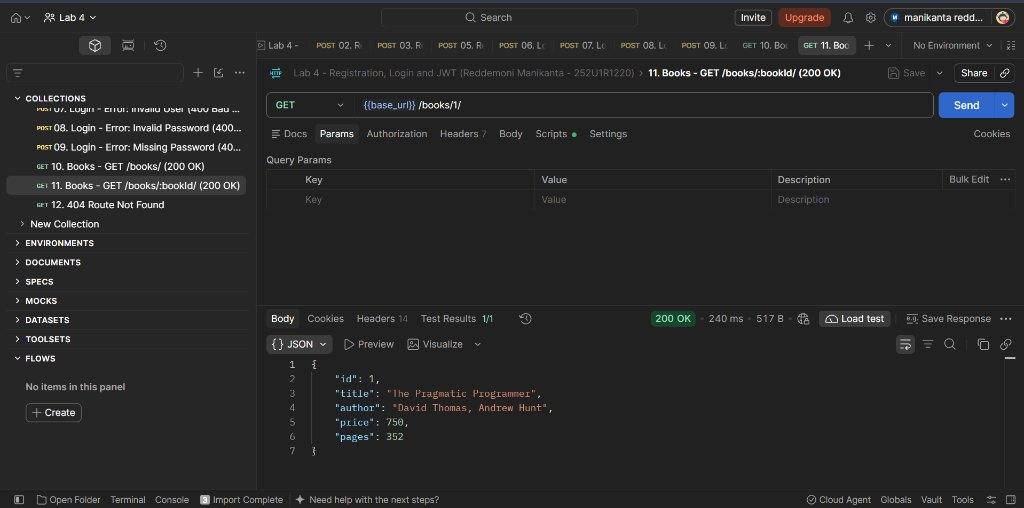 Lab 4
Search
Invite
Upgrade
manikanta redd...
Lab 4 -
POST 02. R
POST 03. R
POST 05. R
POST 06. L
POST 07. L
POST 08. L
POST 09. L
GET 10. Bo
GET 11. Boo
No Environment
HTTP Lab 4 - Registration, Login and JWT (Reddemoni Manikanta - 252U1R1220) > 11. Books - GET /books/:bookId/ (200 OK)
Save
Share
COLLECTIONS
POST 07. Login - Error: Invalid User (400 Bad ...
POST 08. Login - Error: Invalid Password (400...
POST 09. Login - Error: Missing Password (40...
GET 10. Books - GET /books/ (200 OK)
GET 11. Books - GET /books/:bookId/ (200 OK)
GET 12. 404 Route Not Found
New Collection
ENVIRONMENTS
DOCUMENTS
SPECS
MOCKS
DATASETS
TOOLSETS
FLOWS
No items in this panel
Create
GET
{{base_url}} /books/1/
Send
Docs Params Authorization Headers 7 Body Scripts Settings Cookies
Query Params
Key Value Description Bulk Edit
Key Value Description
Body Cookies Headers 14 Test Results 1/1
200 OK 240 ms 517 B
Load test
e.g. Save Response
{} JSON Preview Visualize
1 {
2 "id": 1,
3 "title": "The Pragmatic Programmer",
4 "author": "David Thomas, Andrew Hunt",
5 "price": 750,
6 "pages": 352
7 }
Open Folder Terminal Console 3 Import Complete Need help with the next steps?
Cloud Agent Globals Vault Tools